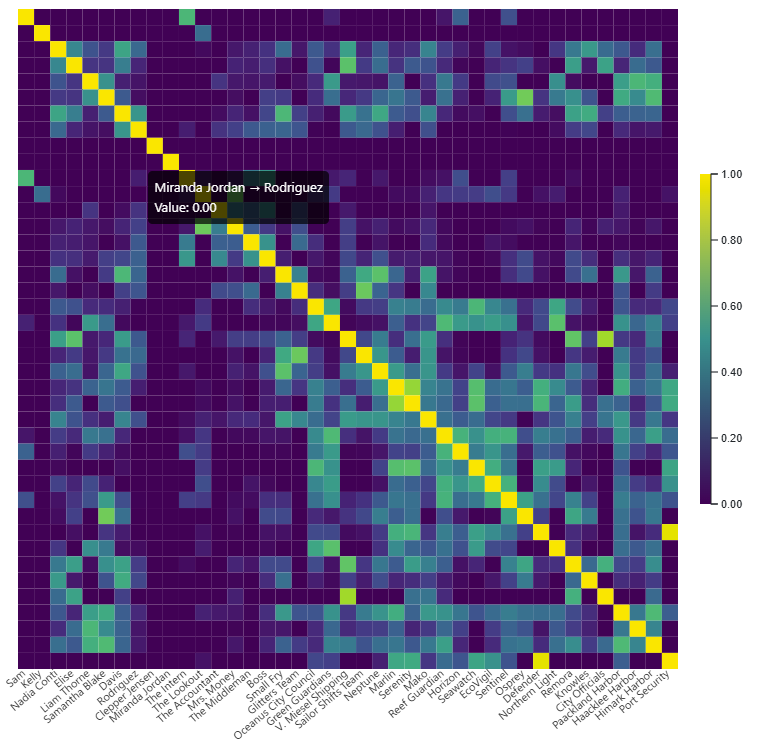 Miranda Jordan → Rodriguez
Value: 0.00
1.00
0.80
0.60
0.40
0.20
0.00
Sam
Kelly
Nadia Conti
Elise
Liam Thorne
Samantha Blake
Davis
Rodriguez
Clepper Jensen
Miranda Jordan
The Intern
The Lookout
The Accountant
Mrs. Money
The Middleman
Boss
Small Fry
Glitters Team
Oceanus City Council
Green Guardians
V. Miesel Shipping
Sailor Shifts Team
Neptune
Marlin
Serenity
Mako
Reef Guardian
Horizon
Seawatch
EcoVigil
Sentinel
Osprey
Defender
Northern Light
Remora
Knowles
City Officials
Paackland Harbor
Haacklee Harbor
Himark Harbor
Port Security